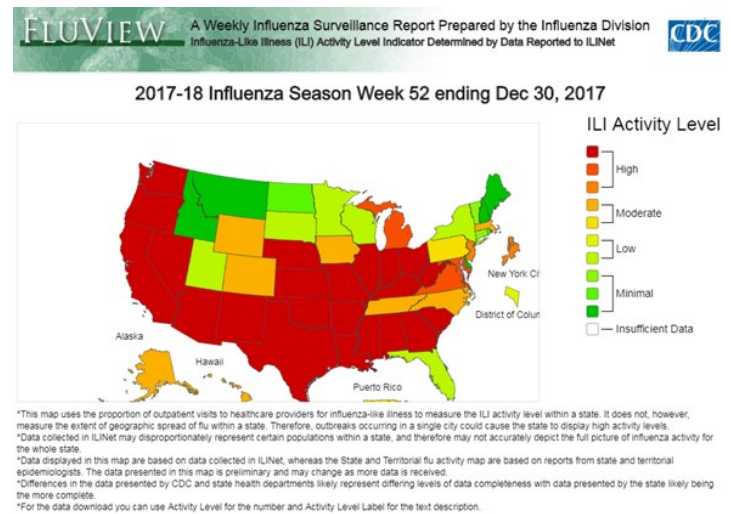 FLUVIEW
A Weekly Influenza Surveillance Report Prepared by the Influenza Division
Influenza-Like Illness (ILI) Activity Level Indicator Determined by Data Reported to ILINet
CDC
2017-18 Influenza Season Week 52 ending Dec 30, 2017
ILI Activity Level
High
Moderate
Low
Minimal
Insufficient Data
New York Ci
District of Colum
Alaska
Hawaii
Puerto Rico
*This map uses the proportion of outpatient visits to healthcare providers for influenza-like illness to measure the ILI activity level within a state. It does not, however,
measure the extent of geographic spread of flu within a state. Therefore, outbreaks occurring in a single city could cause the state to display high activity levels.
*Data collected in ILINet may disproportionately represent certain populations within a state, and therefore may not accurately depict the full picture of influenza activity for
the whole state.
*Data displayed in this map are based on data collected in ILINet, whereas the State and Territorial flu activity map are based on reports from state and territorial
epidemiologists. The data presented in this map is preliminary and may change as more data is received.
*Differences in the data presented by CDC and state health departments likely represent differing levels of data completeness with data presented by the state likely being
the more complete.
*For the data download you can use Activity Level for the number and Activity Level Label for the text description.